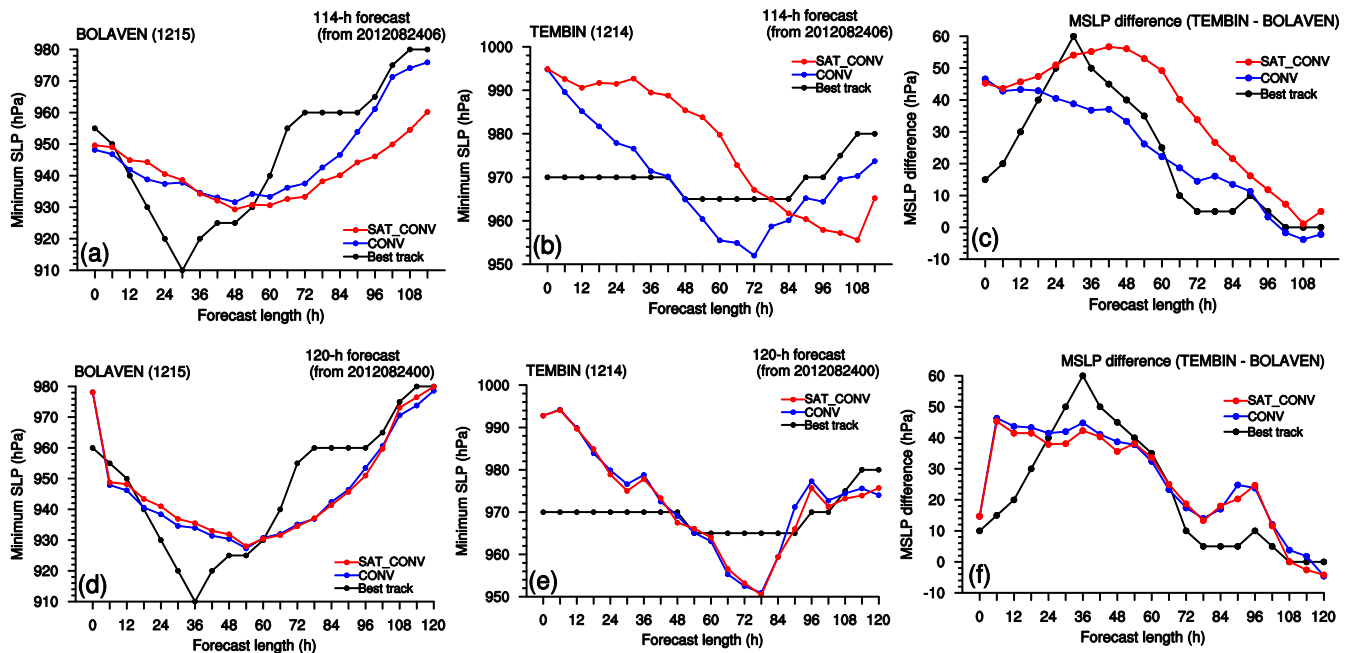 BOLAVEN (1215)
114-h forecast
(from 2012082406)
Minimum SLP (hPa)
980
970
960
950
940
930
920
910
SAT_CONV
CONV
Best track
(a)
0 12 24 36 48 60 72 84 96 108
Forecast length (h)
TEMBIN (1214)
114-h forecast
(from 2012082406)
Minimum SLP (hPa)
1000
990
980
970
960
950
SAT_CONV
CONV
Best track
(b)
0 12 24 36 48 60 72 84 96 108
Forecast length (h)
MSLP difference (TEMBIN - BOLAVEN)
MSLP difference (hPa)
60
50
40
30
20
10
0
-10
SAT_CONV
CONV
Best track
(c)
0 12 24 36 48 60 72 84 96 108
Forecast length (h)
BOLAVEN (1215)
120-h forecast
(from 2012082400)
Minimum SLP (hPa)
980
970
960
950
940
930
920
910
SAT_CONV
CONV
Best track
(d)
0 12 24 36 48 60 72 84 96 108 120
Forecast length (h)
TEMBIN (1214)
120-h forecast
(from 2012082400)
Minimum SLP (hPa)
1000
990
980
970
960
950
SAT_CONV
CONV
Best track
(e)
0 12 24 36 48 60 72 84 96 108 120
Forecast length (h)
MSLP difference (TEMBIN - BOLAVEN)
MSLP difference (hPa)
60
50
40
30
20
10
0
-10
SAT_CONV
CONV
Best track
(f)
0 12 24 36 48 60 72 84 96 108 120
Forecast length (h)